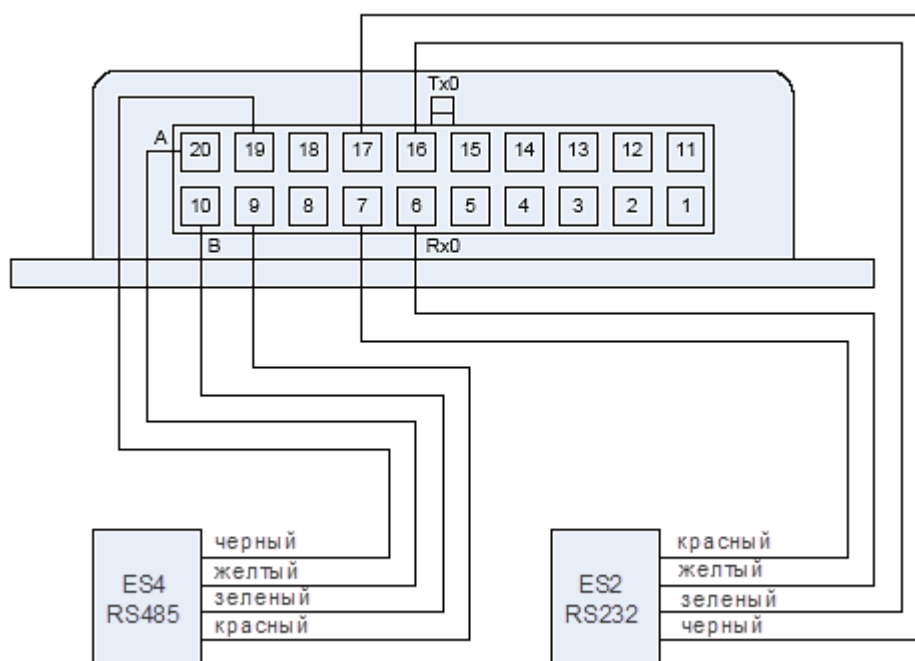 Tx0
A
20 19 18 17 16 15 14 13 12 11
10 9 8 7 6 5 4 3 2 1
B
Rx0
ES4
RS485
черный
желтый
зеленый
красный
ES2
RS232
красный
желтый
зеленый
черный